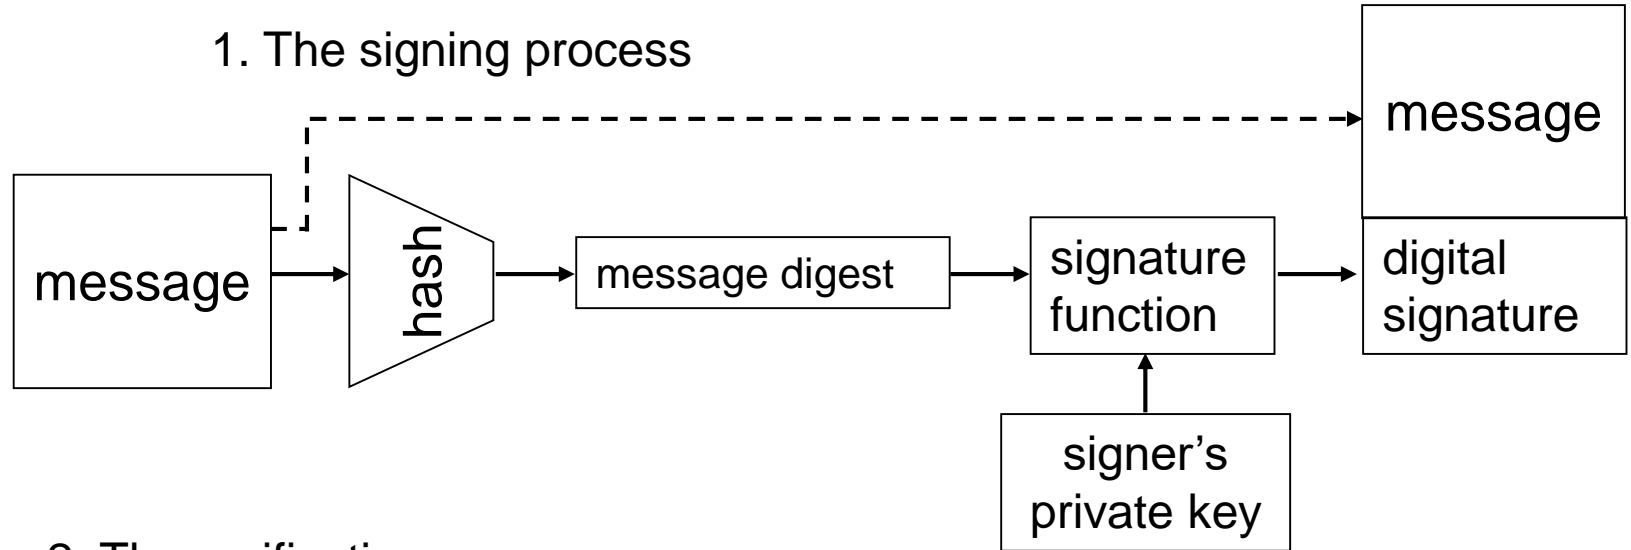 1. The signing process
message
message
hash
message digest
signature
function
digital
signature
signer’s
private key